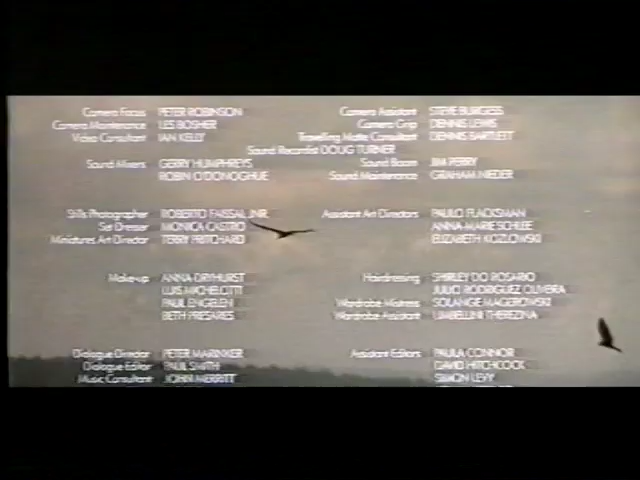 Camera Focus PETER ROBINSON Camera Assistant STEVE BURGESS
Camera Maintenance LES BOSHER Camera Grip DENNIS LEWIS
Video Consultant IAN KELLY Travelling Matte Consultant DENNIS BARTLETT
Sound Recordist DOUG TURNER
Sound Mixers GERRY HUMPHREYS Sound Boom JIM PERRY
ROBIN O'DONOGHUE Sound Maintenance GRAHAM NIEDER
Stills Photographer ROBERTO FAISSAL JNR. Assistant Art Directors PAULO FLACKSMAN
Set Dresser MONICA CASTRO ANNA MARIE SCHLEE
Miniatures Art Director TERRY PRITCHARD ELIZABETH KOZLOWSKI
Make-up ANNA DRYHURST Hairdressing SHIRLEY DO ROSARIO
LUIS MICHELOTTI JULIO RODRIGUEZ OLIVERA
PAUL ENGELEN Wardrobe Mistress SOLANGE MAGEROWSKI
BETH PRESARES Wardrobe Assistant UMBELLINI THEREZINA
Dialogue Director PETER MARINKER Assistant Editors PAULA CONNOR
Dialogue Editor PAUL SMITH DAVID HITCHCOCK
Music Consultant JOHN MERRITT SIMON LEVY